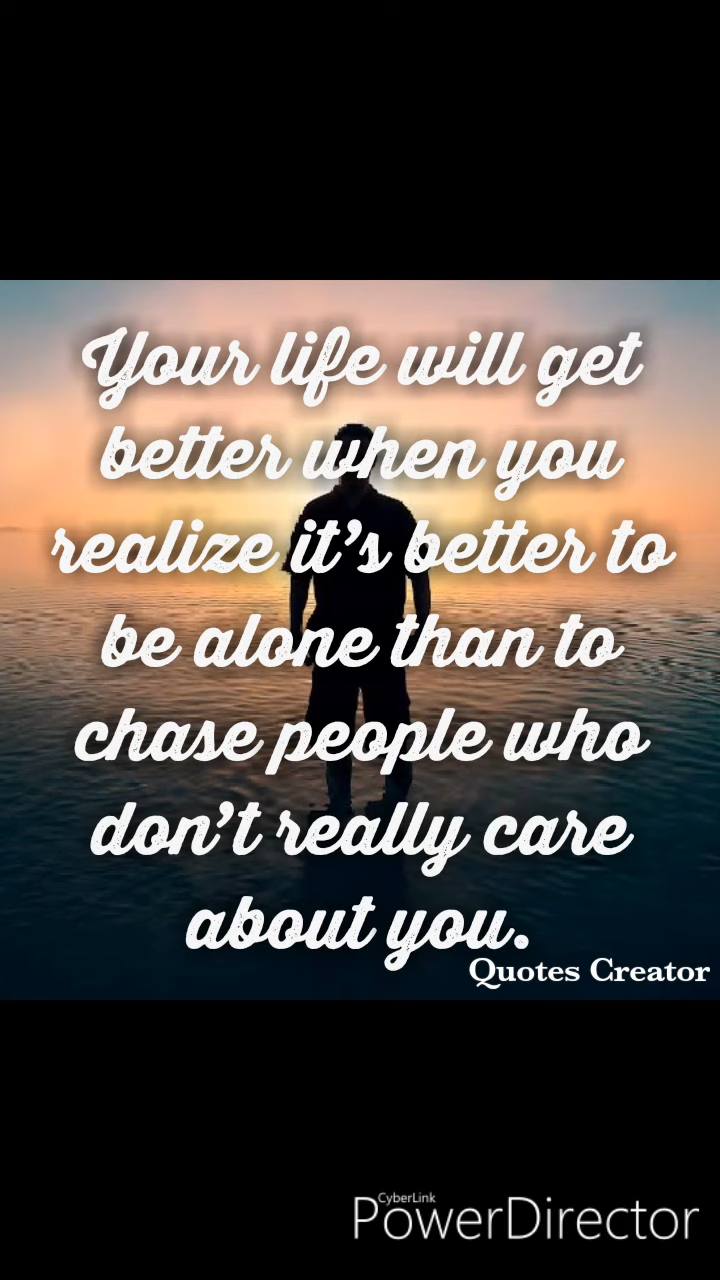 Your life will get
better when you
realize it's better to
be alone than to
chase people who
don't really care
about you.
Quotes Creator
CyberLink
PowerDirector